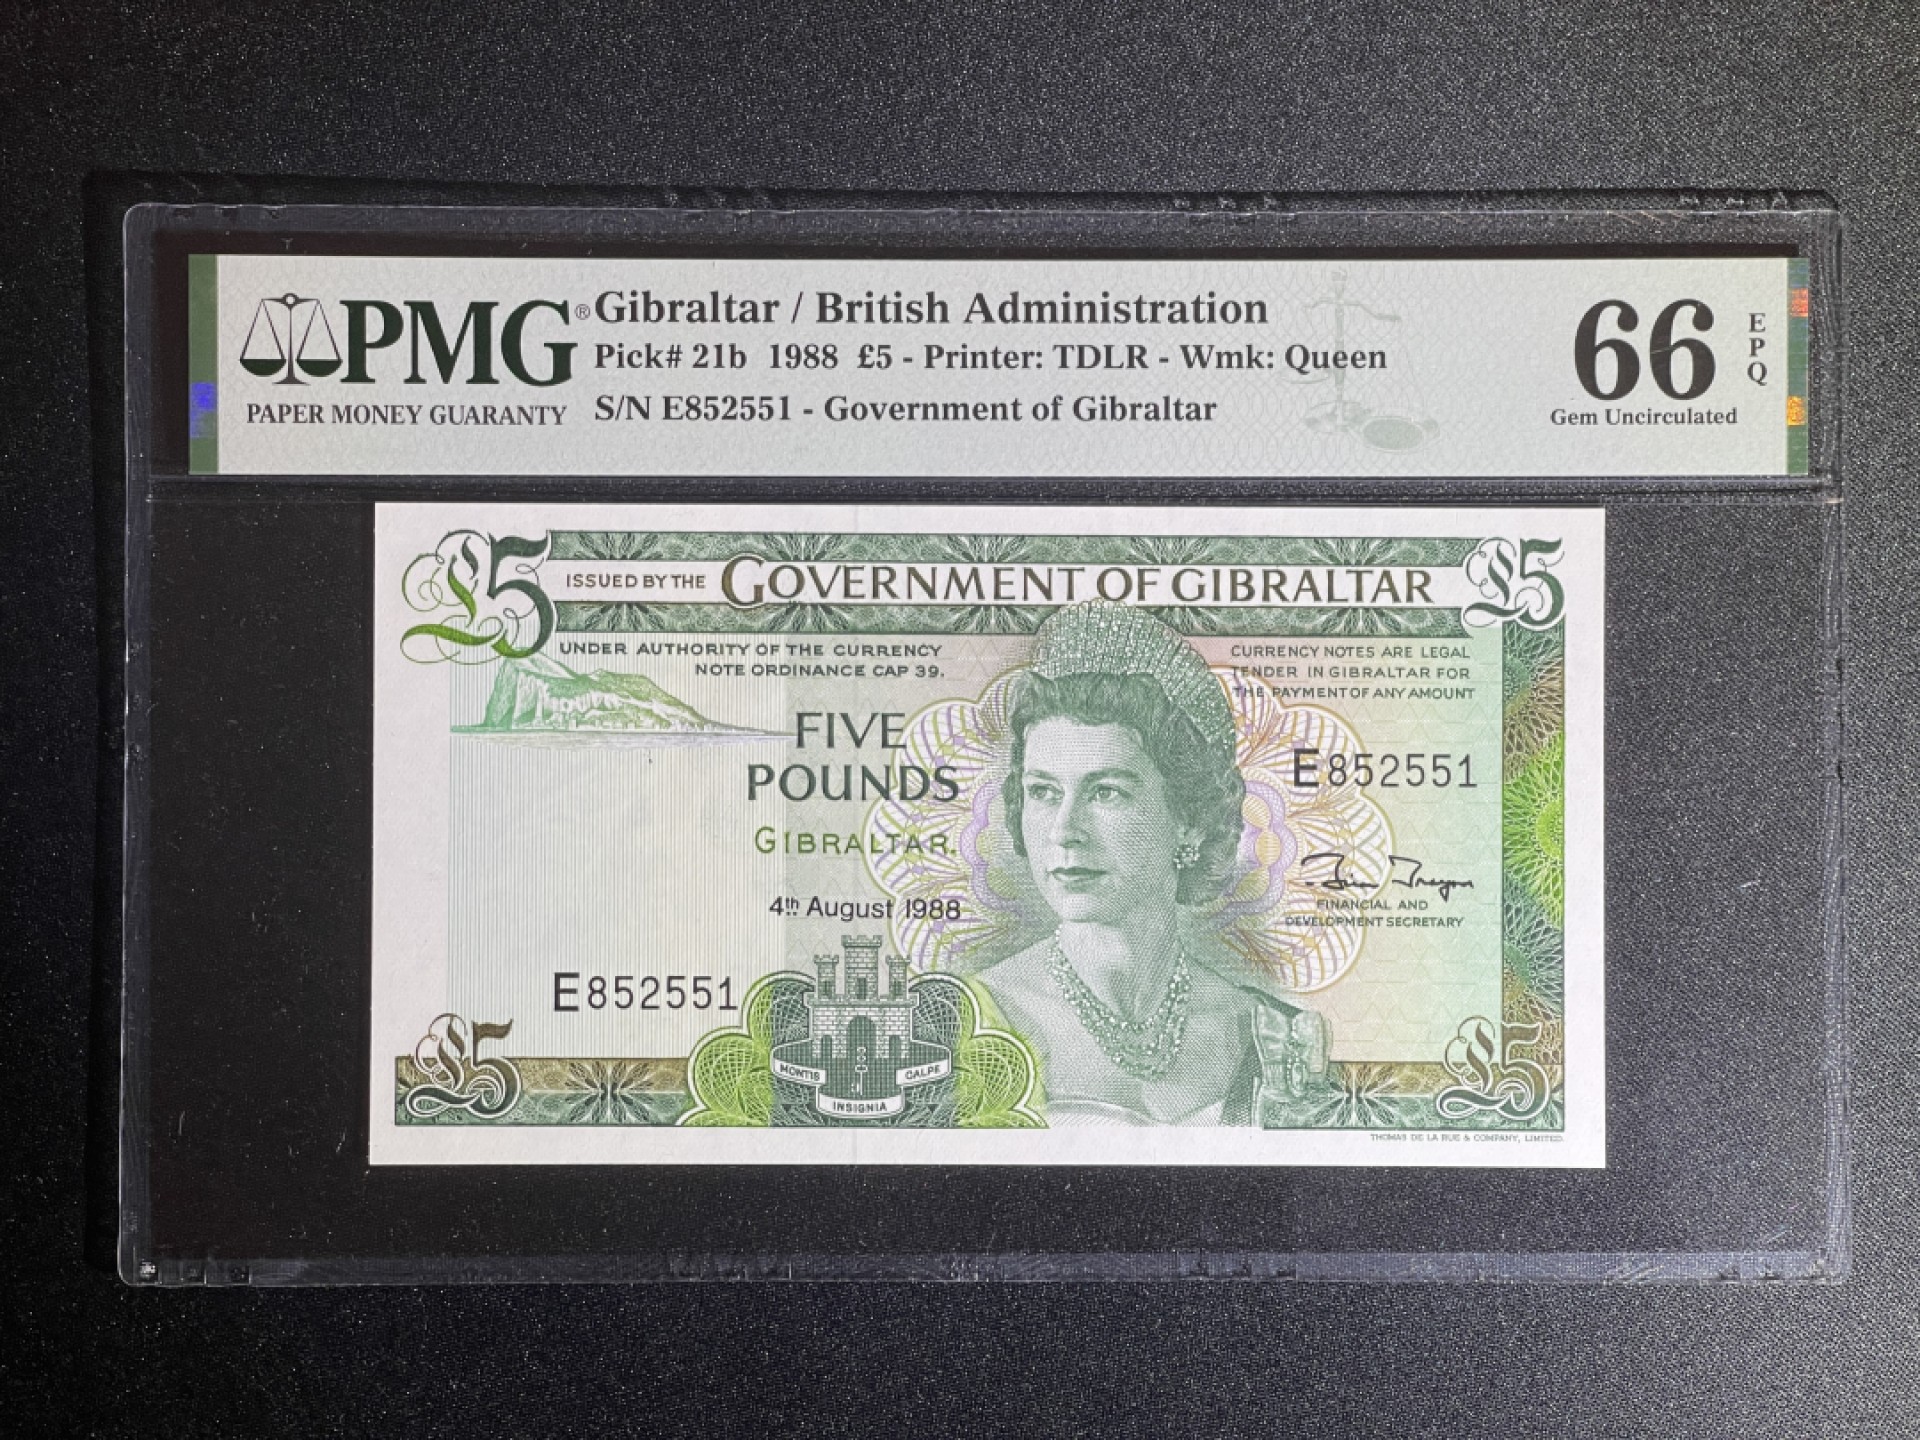 PMG®
PAPER MONEY GUARANTY
Gibraltar / British Administration
Pick# 21b 1988 £5 - Printer: TDLR - Wmk: Queen
S/N E852551 - Government of Gibraltar
66
EPQ
Gem Uncirculated
£5
ISSUED BY THE GOVERNMENT OF GIBRALTAR
£5
UNDER AUTHORITY OF THE CURRENCY
NOTE ORDINANCE CAP 39.
CURRENCY NOTES ARE LEGAL
TENDER IN GIBRALTAR FOR
THE PAYMENT OF ANY AMOUNT
FIVE
POUNDS
GIBRALTAR.
4th August 1988
E852551
FINANCIAL AND
DEVELOPMENT SECRETARY
E852551
MONTIS
CALPE
INSIGNIA
£5
£5
THOMAS DE LA RUE & COMPANY, LIMITED.